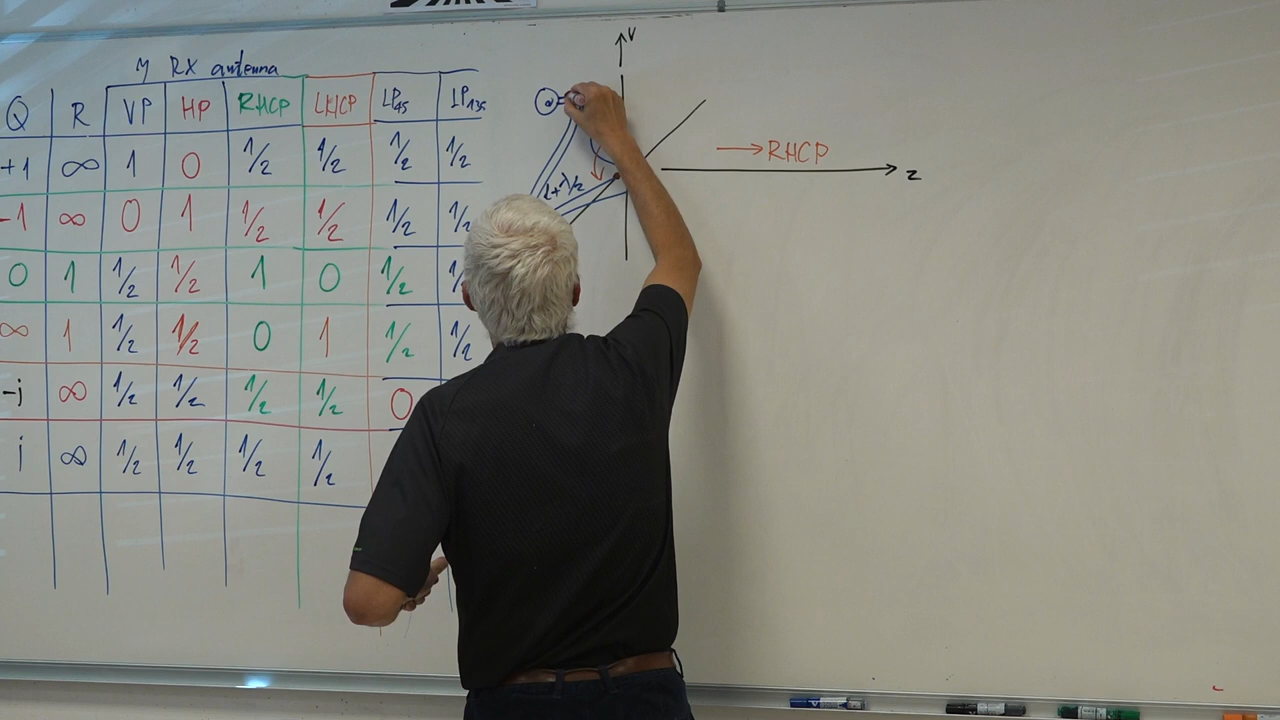 η RX antenna
Q R VP HP RHCP LHCP LP45 LP135
+1 ∞ 1 0 1/2 1/2 1/2 1/2
-1 ∞ 0 1 1/2 1/2 1/2 1/2
0 1 1/2 1/2 1 0 1/2
∞ 1 1/2 1/2 0 1 1/2 1/2
-j ∞ 1/2 1/2 1/2 1/2 0
j ∞ 1/2 1/2 1/2 1/2
V
l+λ/2
→RHCP
z